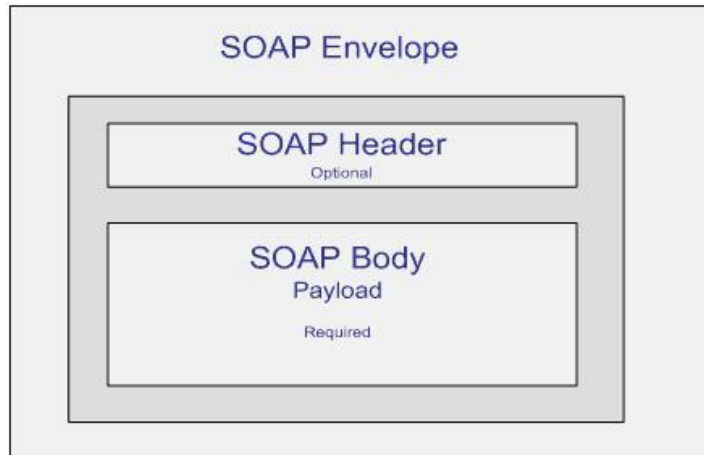 SOAP Envelope
SOAP Header
Optional
SOAP Body
Payload
Required